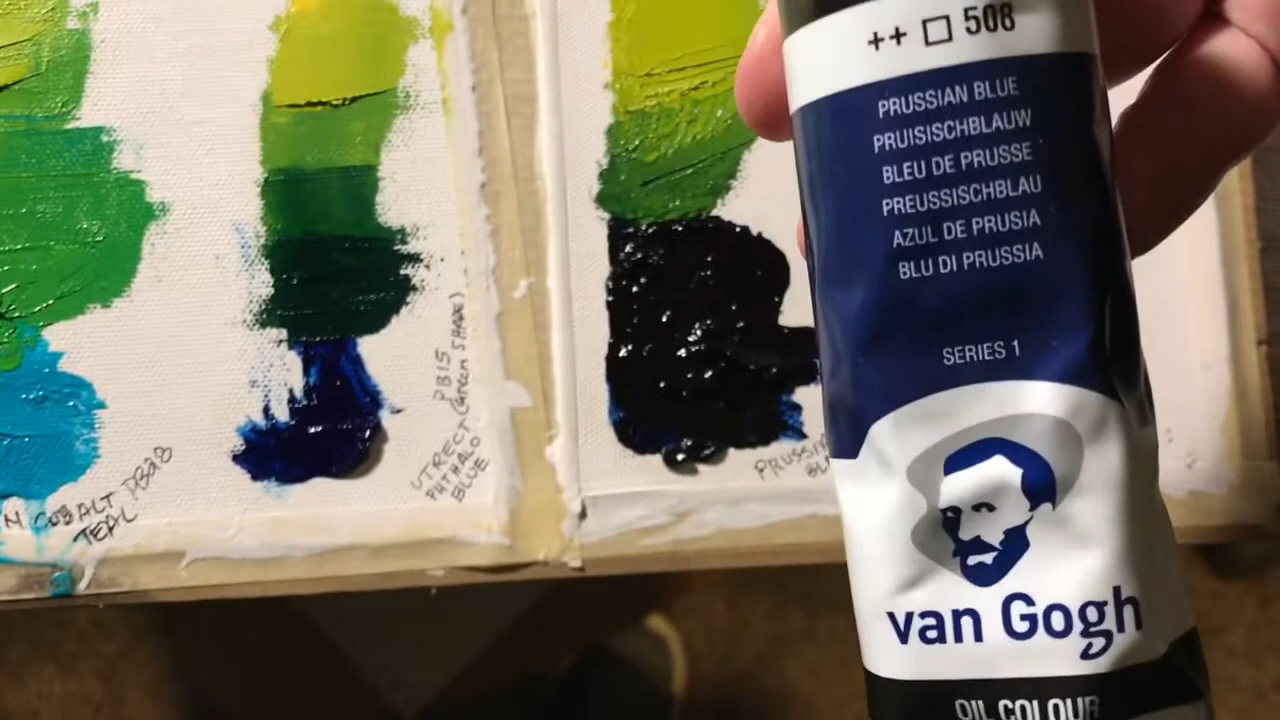 ++ 508
PRUSSIAN BLUE
PRUISISCHBLAUW
BLEU DE PRUSSE
PREUSSISCHBLAU
AZUL DE PRUSIA
BLU DI PRUSSIA
SERIES 1
van Gogh
OIL COLOUR
COBALT PB28
TEAL
UTRECT PB15
PHTHALO (Green SHADE)
BLUE